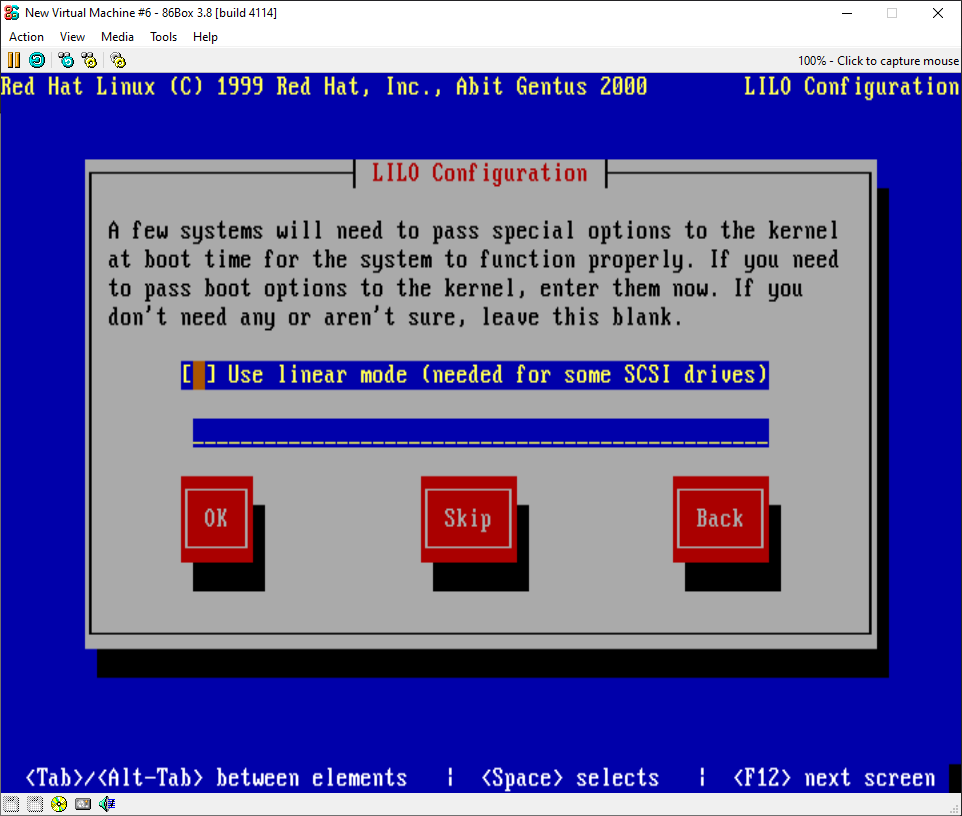 New Virtual Machine #6 - 86Box 3.8 [build 4114]
Action View Media Tools Help
100% - Click to capture mouse
Red Hat Linux (C) 1999 Red Hat, Inc., Abit Gentus 2000 LILO Configuration
LILO Configuration
A few systems will need to pass special options to the kernel
at boot time for the system to function properly. If you need
to pass boot options to the kernel, enter them now. If you
don't need any or aren't sure, leave this blank.
[ ] Use linear mode (needed for some SCSI drives)
OK Skip Back
<Tab>/<Alt-Tab> between elements | <Space> selects | <F12> next screen